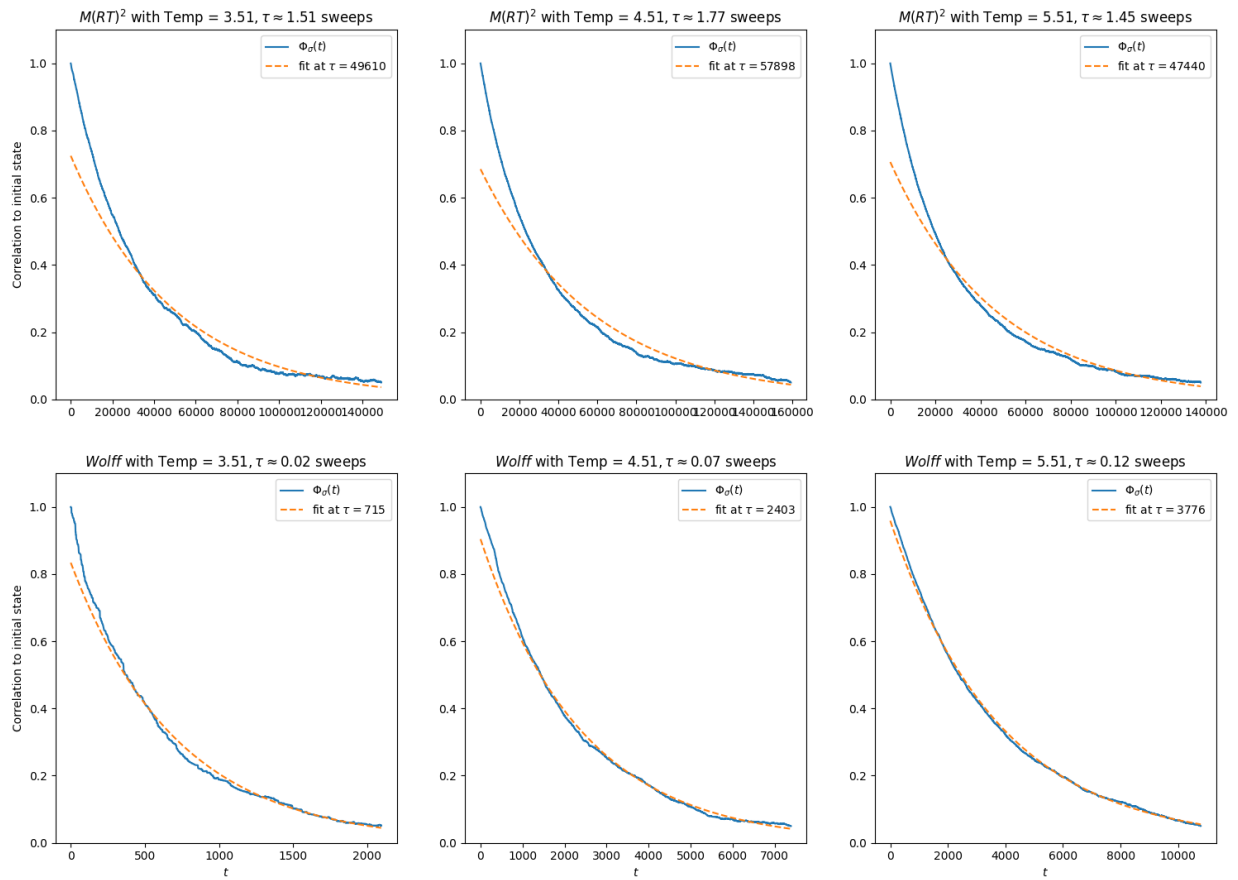 M(RT)² with Temp = 3.51, τ ≈ 1.51 sweeps
Φσ(t)
fit at τ = 49610
Correlation to initial state
1.0
0.8
0.6
0.4
0.2
0.0
0 20000 40000 60000 80000 100000 120000 140000
M(RT)² with Temp = 4.51, τ ≈ 1.77 sweeps
Φσ(t)
fit at τ = 57898
1.0
0.8
0.6
0.4
0.2
0.0
0 20000 40000 60000 80000 100000 120000 140000 160000
M(RT)² with Temp = 5.51, τ ≈ 1.45 sweeps
Φσ(t)
fit at τ = 47440
1.0
0.8
0.6
0.4
0.2
0.0
0 20000 40000 60000 80000 100000 120000 140000
Wolff with Temp = 3.51, τ ≈ 0.02 sweeps
Φσ(t)
fit at τ = 715
Correlation to initial state
1.0
0.8
0.6
0.4
0.2
0.0
0 500 1000 1500 2000
t
Wolff with Temp = 4.51, τ ≈ 0.07 sweeps
Φσ(t)
fit at τ = 2403
1.0
0.8
0.6
0.4
0.2
0.0
0 1000 2000 3000 4000 5000 6000 7000
t
Wolff with Temp = 5.51, τ ≈ 0.12 sweeps
Φσ(t)
fit at τ = 3776
1.0
0.8
0.6
0.4
0.2
0.0
0 2000 4000 6000 8000 10000
t